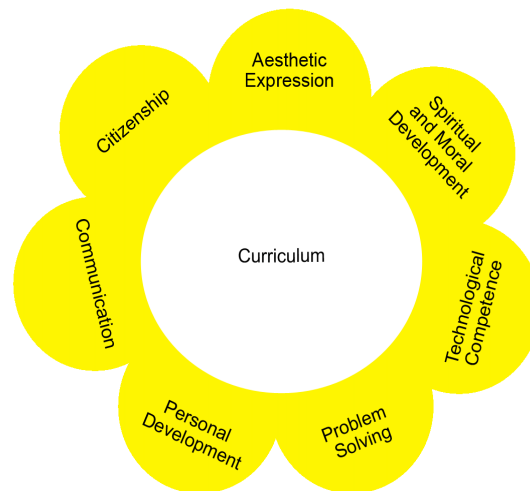 Aesthetic
Expression
Spiritual
and Moral
Development
Technological
Competence
Problem
Solving
Personal
Development
Communication
Citizenship
Curriculum